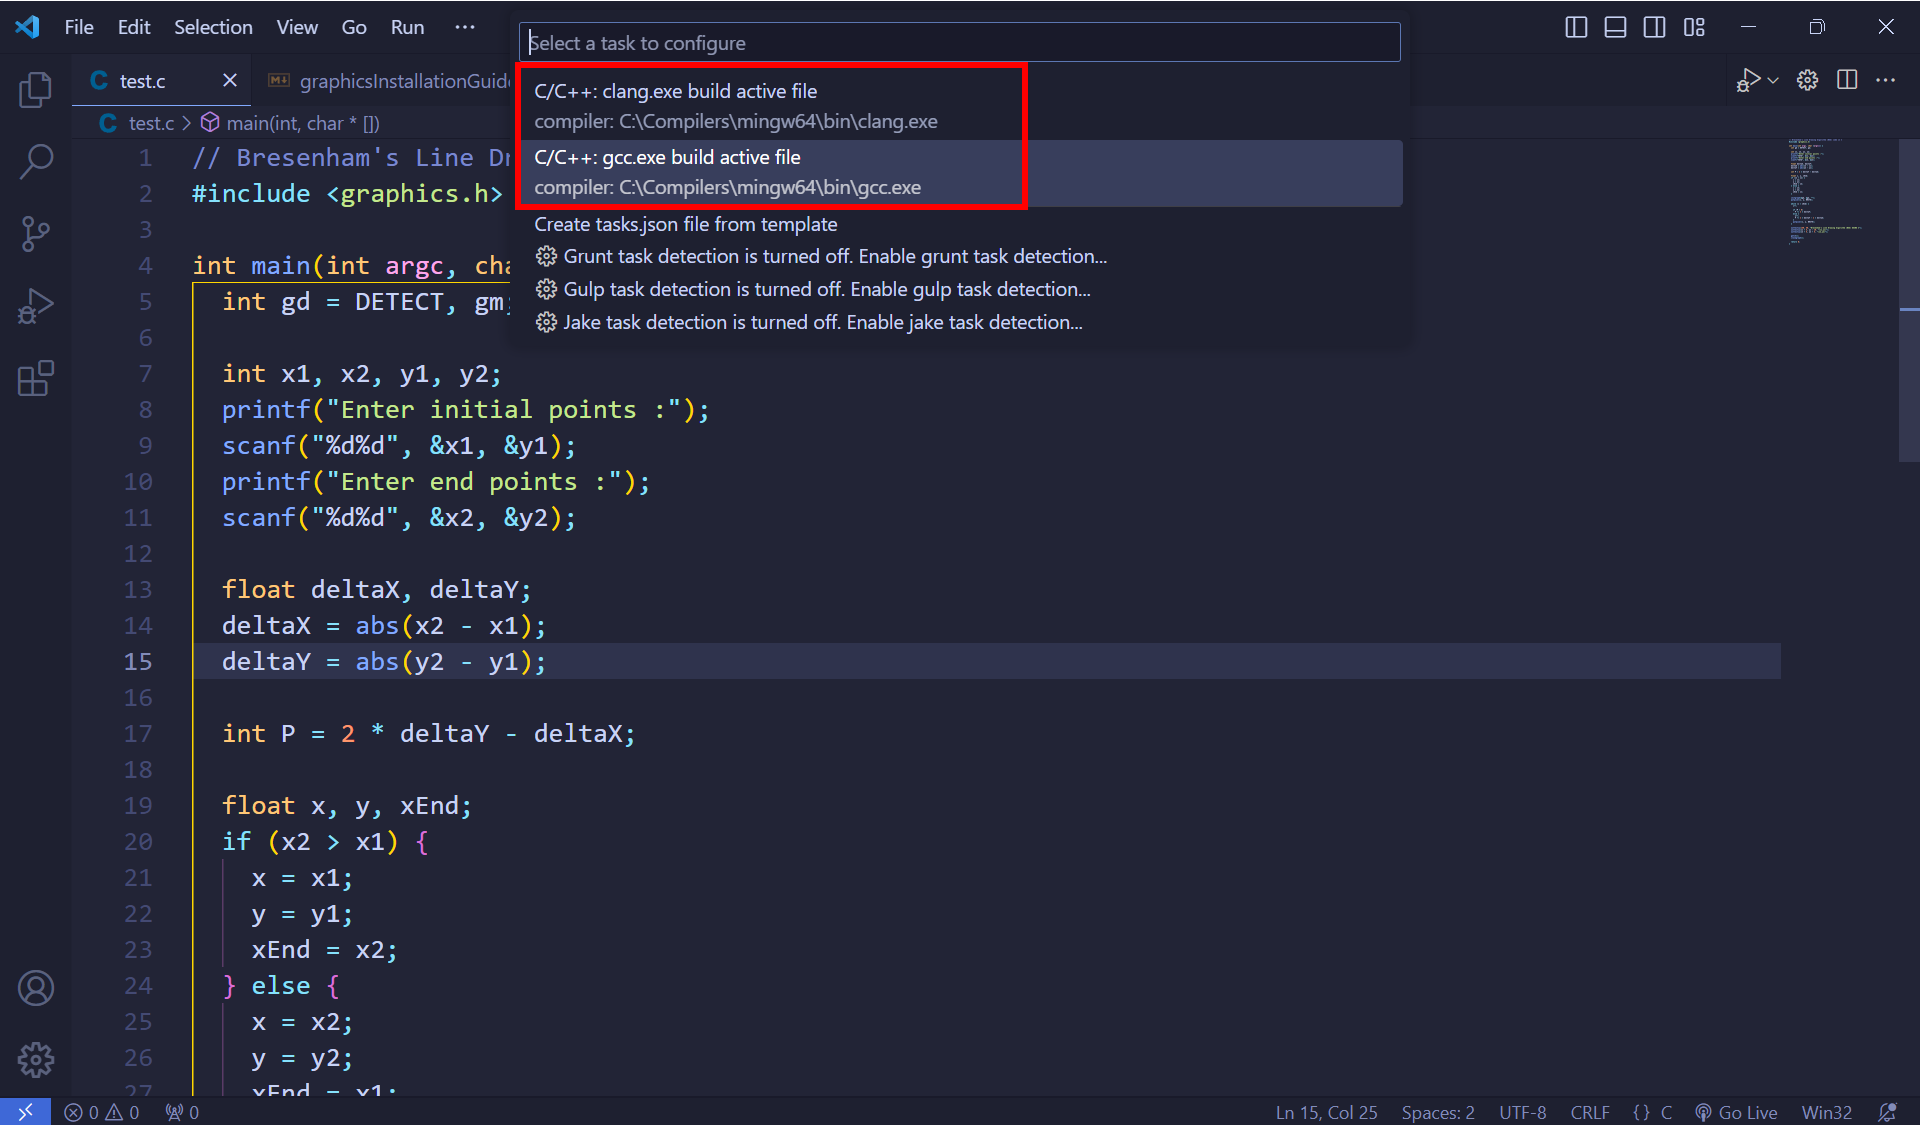 File Edit Selection View Go Run ···
Select a task to configure
test.c
graphicsInstallationGuide
C/C++: clang.exe build active file
compiler: C:\Compilers\mingw64\bin\clang.exe
C/C++: gcc.exe build active file
compiler: C:\Compilers\mingw64\bin\gcc.exe
Create tasks.json file from template
Grunt task detection is turned off. Enable grunt task detection...
Gulp task detection is turned off. Enable gulp task detection...
Jake task detection is turned off. Enable jake task detection...
C test.c > main(int, char * [])
1 // Bresenham's Line Dr
2 #include <graphics.h>
3
4 int main(int argc, cha
5 int gd = DETECT, gm;
6
7 int x1, x2, y1, y2;
8 printf("Enter initial points :");
9 scanf("%d%d", &x1, &y1);
10 printf("Enter end points :");
11 scanf("%d%d", &x2, &y2);
12
13 float deltaX, deltaY;
14 deltaX = abs(x2 - x1);
15 deltaY = abs(y2 - y1);
16
17 int P = 2 * deltaY - deltaX;
18
19 float x, y, xEnd;
20 if (x2 > x1) {
21 x = x1;
22 y = y1;
23 xEnd = x2;
24 } else {
25 x = x2;
26 y = y2;
27 xEnd = x1;
0 0 0
Ln 15, Col 25 Spaces: 2 UTF-8 CRLF {} C Go Live Win32